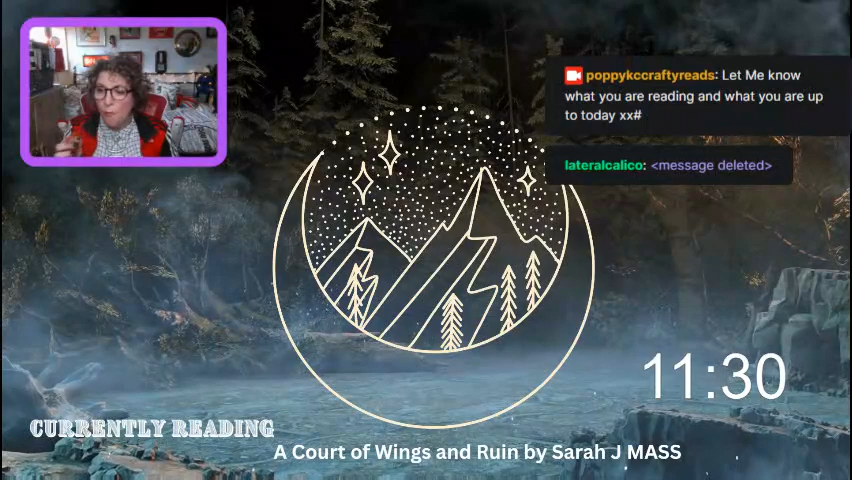 poppykccraftyreads: Let Me know
what you are reading and what you are up
to today xx#
lateralcalico: <message deleted>
11:30
CURRENTLY READING
A Court of Wings and Ruin by Sarah J MASS